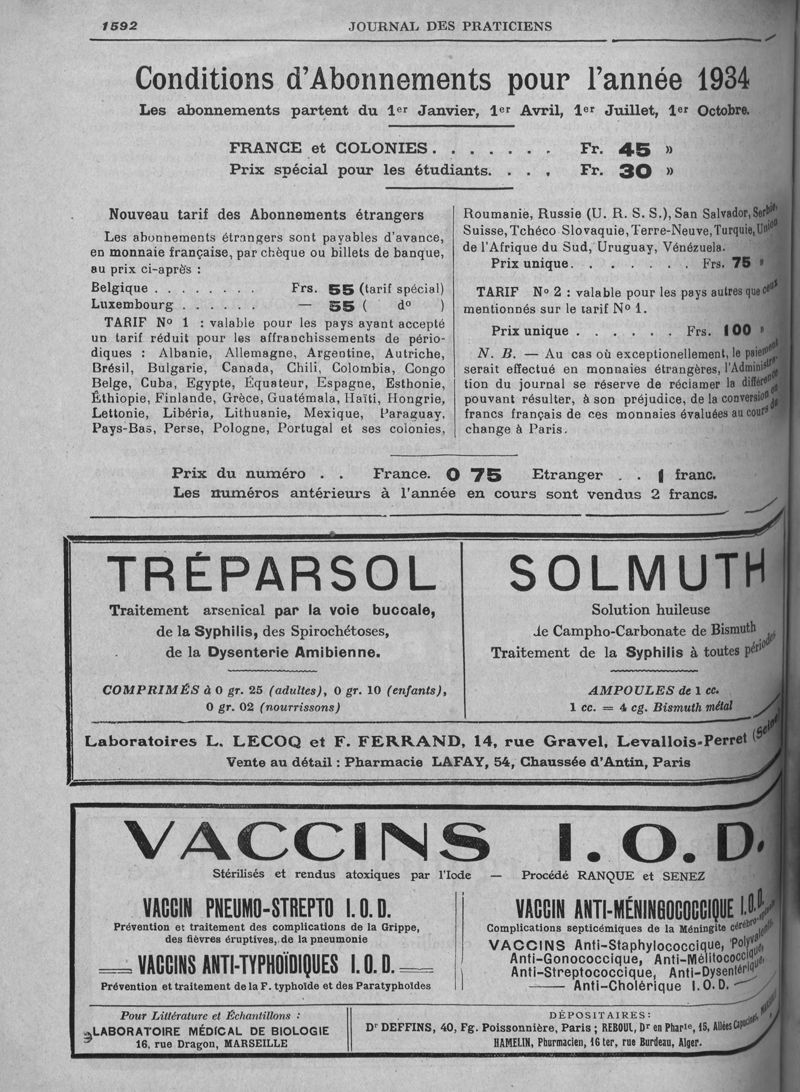 1592
JOURNAL DES PRATICIENS
Conditions d'Abonnements pour l'année 1934
Les abonnements partent du 1er Janvier, 1er Avril, 1er Juillet, 1er Octobre.
FRANCE et COLONIES. . . . . . . . Fr. 45 »
Prix spécial pour les étudiants. . . . Fr. 30 »
Nouveau tarif des Abonnements étrangers
Les abonnements étrangers sont payables d'avance,
en monnaie française, par chèque ou billets de banque,
au prix ci-après :
Belgique . . . . . . . . Frs. 55 (tarif spécial)
Luxembourg . . . . . . — 55 ( do )
TARIF No 1 : valable pour les pays ayant accepté
un tarif réduit pour les affranchissements de pério-
diques : Albanie, Allemagne, Argentine, Autriche,
Brésil, Bulgarie, Canada, Chili, Colombia, Congo
Belge, Cuba, Egypte, Équateur, Espagne, Esthonie,
Éthiopie, Finlande, Grèce, Guatémala, Haïti, Hongrie,
Lettonie, Libéria, Lithuanie, Mexique, Paraguay,
Pays-Bas, Perse, Pologne, Portugal et ses colonies,
Roumanie, Russie (U. R. S. S.), San Salvador, Serbie,
Suisse, Tchéco Slovaquie, Terre-Neuve, Turquie, Union
de l'Afrique du Sud, Uruguay, Vénézuela.
Prix unique. . . . . . . . Frs. 75 »
TARIF No 2 : valable pour les pays autres que ceux
mentionnés sur le tarif No 1.
Prix unique . . . . . . Frs. 100 »
N. B. — Au cas où exceptionellement, le paiement
serait effectué en monnaies étrangères, l'Administra-
tion du journal se réserve de réclamer la différence
pouvant résulter, à son préjudice, de la conversion de
francs français de ces monnaies évaluées au cours du
change à Paris.
Prix du numéro . . France. 0 75 Etranger . . 1 franc.
Les numéros antérieurs à l'année en cours sont vendus 2 francs.
TRÉPARSOL
Traitement arsenical par la voie buccale,
de la Syphilis, des Spirochétoses,
de la Dysenterie Amibienne.
COMPRIMÉS à 0 gr. 25 (adultes), 0 gr. 10 (enfants),
0 gr. 02 (nourrissons)
SOLMUTH
Solution huileuse
de Campho-Carbonate de Bismuth
Traitement de la Syphilis à toutes périodes
AMPOULES de 1 cc.
1 cc. = 4 cg. Bismuth métal
Laboratoires L. LECOQ et F. FERRAND, 14, rue Gravel, Levallois-Perret (Seine)
Vente au détail : Pharmacie LAFAY, 54, Chaussée d'Antin, Paris
VACCINS I.O.D.
Stérilisés et rendus atoxiques par l'Iode — Procédé RANQUE et SENEZ
VACCIN PNEUMO-STREPTO I.O.D.
Prévention et traitement des complications de la Grippe,
des fièvres éruptives, de la pneumonie
VACCINS ANTI-TYPHOÏDIQUES I.O.D.
Prévention et traitement de la F. typhoïde et des Paratyphoïdes
VACCIN ANTI-MÉNINGOCOCCIQUE I.O.D.
Complications septicémiques de la Méningite cérébro-
VACCINS Anti-Staphylococcique, Polyvalent,
Anti-Gonococcique, Anti-Mélitococcique,
Anti-Streptococcique, Anti-Dysentérique,
Anti-Cholérique I.O.D.
Pour Littérature et Échantillons :
LABORATOIRE MÉDICAL DE BIOLOGIE
16, rue Dragon, MARSEILLE
DÉPOSITAIRES:
Dr DEFFINS, 40, Fg. Poissonnière, Paris ; REBOUL, Dr en Phar^ie, 15, Allées Capucines,
HAMELIN, Pharmacien, 16 ter, rue Burdeau, Alger.